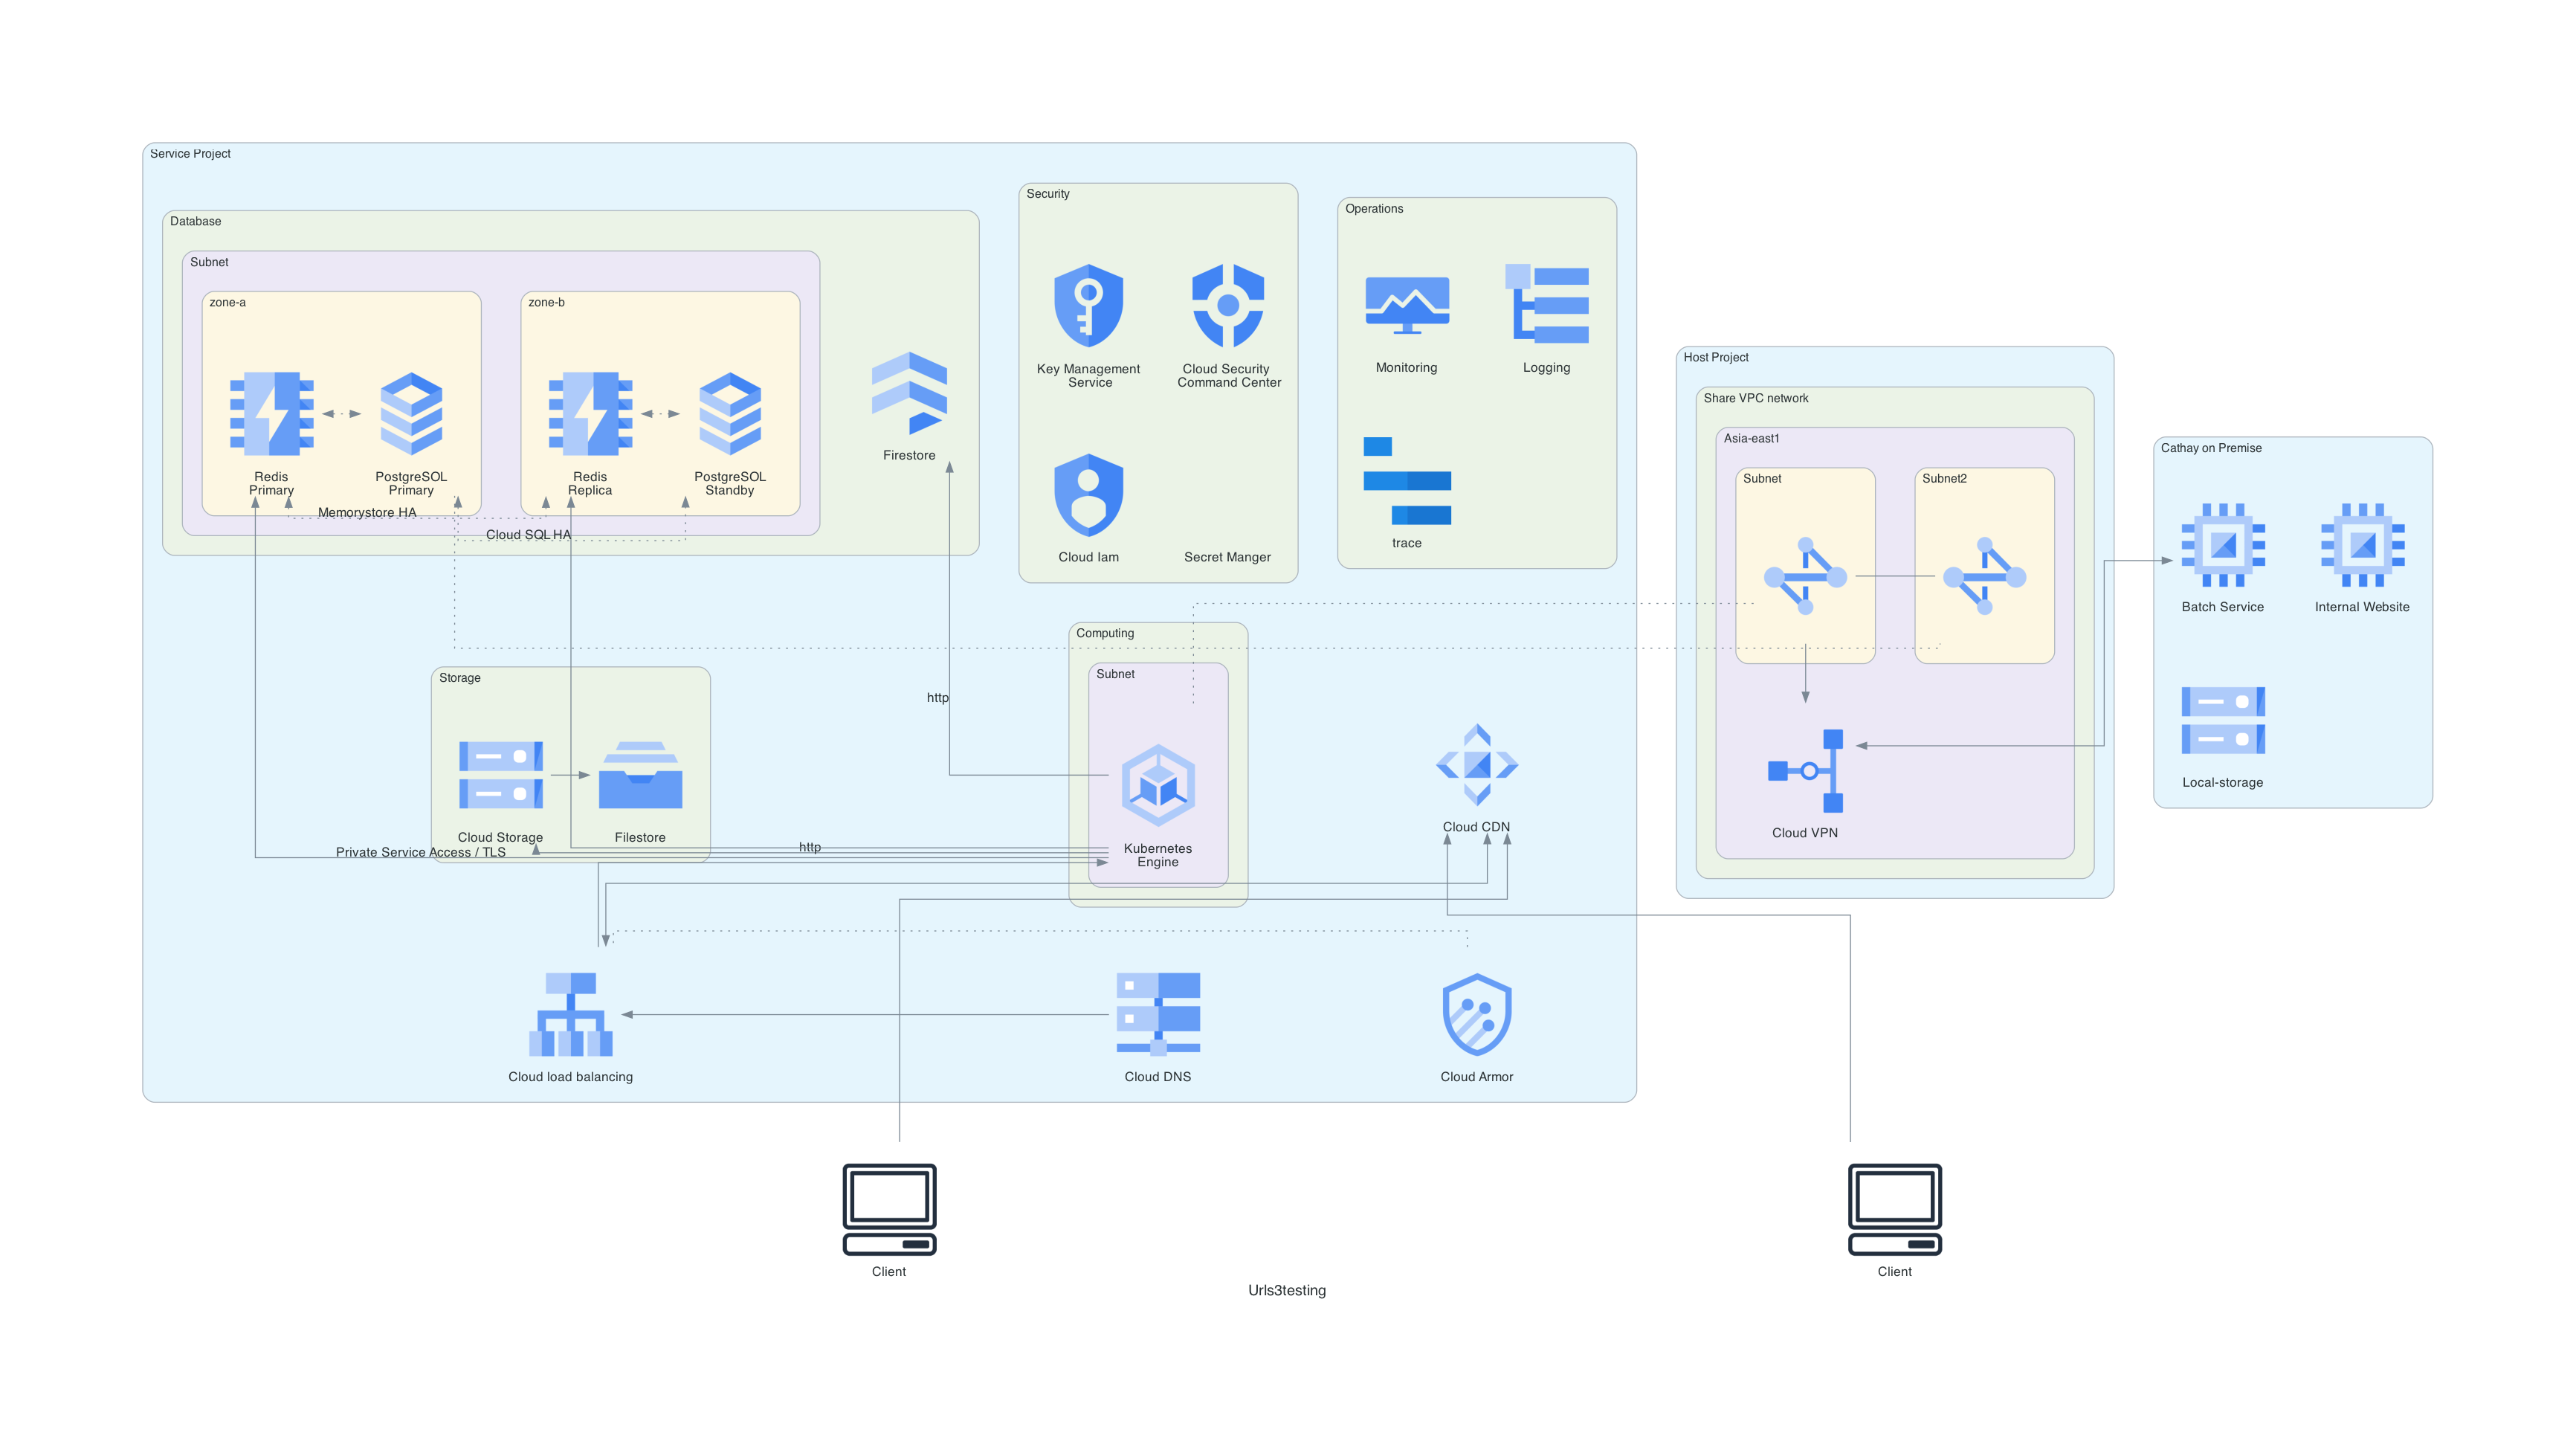 Service Project
Database
Subnet
zone-a
Redis
Primary
PostgreSOL
Primary
zone-b
Redis
Replica
PostgreSOL
Standby
Memorystore HA
Cloud SQL HA
Firestore
Security
Key Management
Service
Cloud Security
Command Center
Cloud Iam
Secret Manger
Operations
Monitoring
Logging
trace
Storage
Cloud Storage
Filestore
Private Service Access / TLS
http
http
Computing
Subnet
Kubernetes
Engine
Cloud CDN
Cloud load balancing
Cloud DNS
Cloud Armor
Host Project
Share VPC network
Asia-east1
Subnet
Subnet2
Cloud VPN
Cathay on Premise
Batch Service
Internal Website
Local-storage
Client
Client
Urls3testing